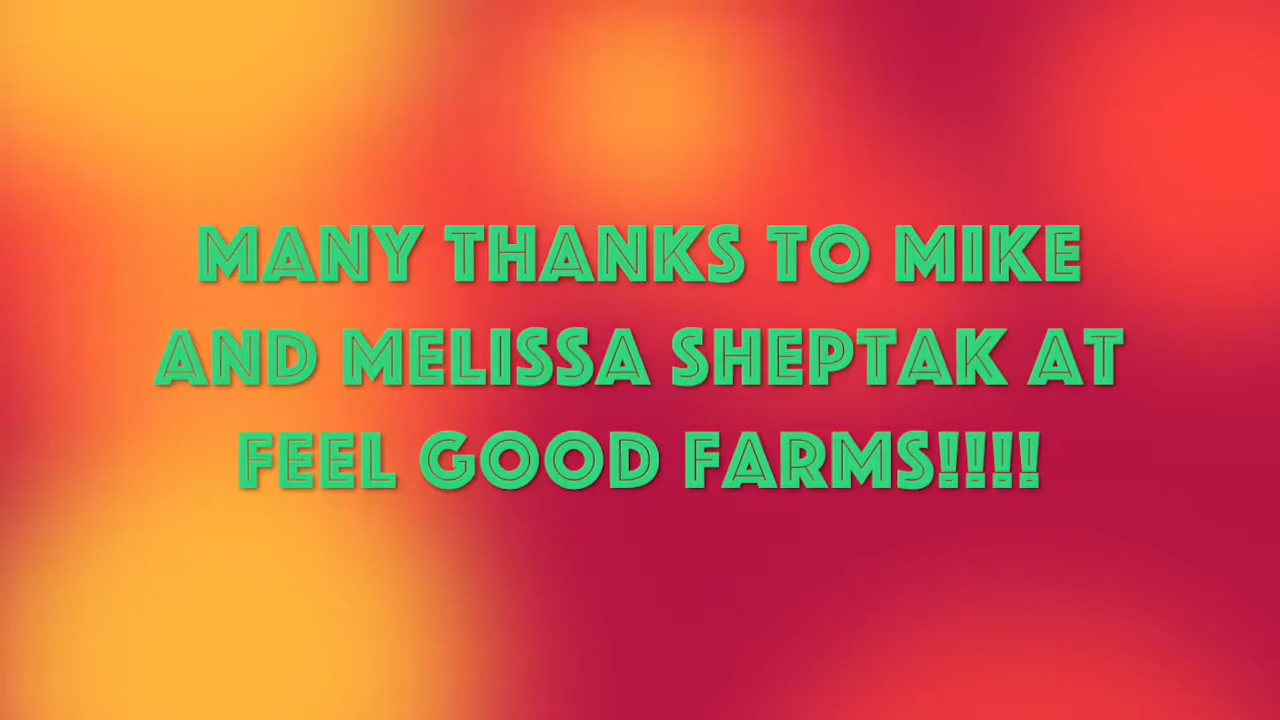 MANY THANKS TO MIKE
AND MELISSA SHEPTAK AT
FEEL GOOD FARMS!!!!